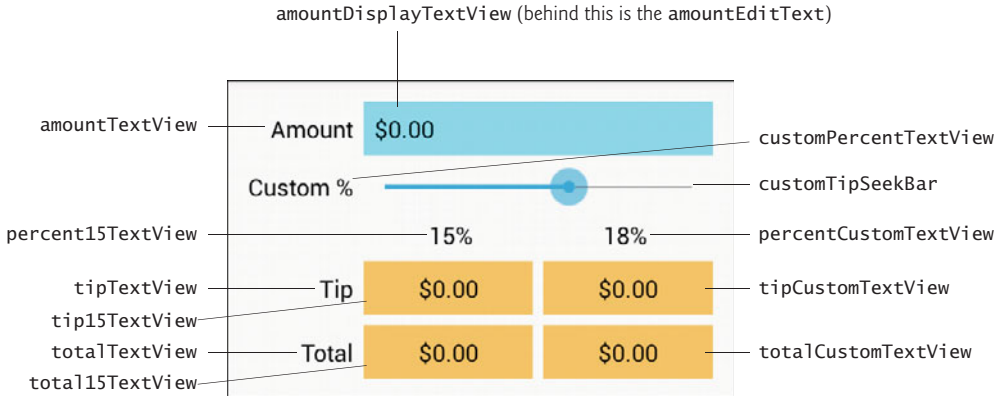 amountDisplayTextView (behind this is the amountEditText)
amountTextView Amount $0.00
customPercentTextView
Custom % customTipSeekBar
percent15TextView 15% 18% percentCustomTextView
tipTextView Tip $0.00 $0.00 tipCustomTextView
tip15TextView
totalTextView Total $0.00 $0.00 totalCustomTextView
total15TextView